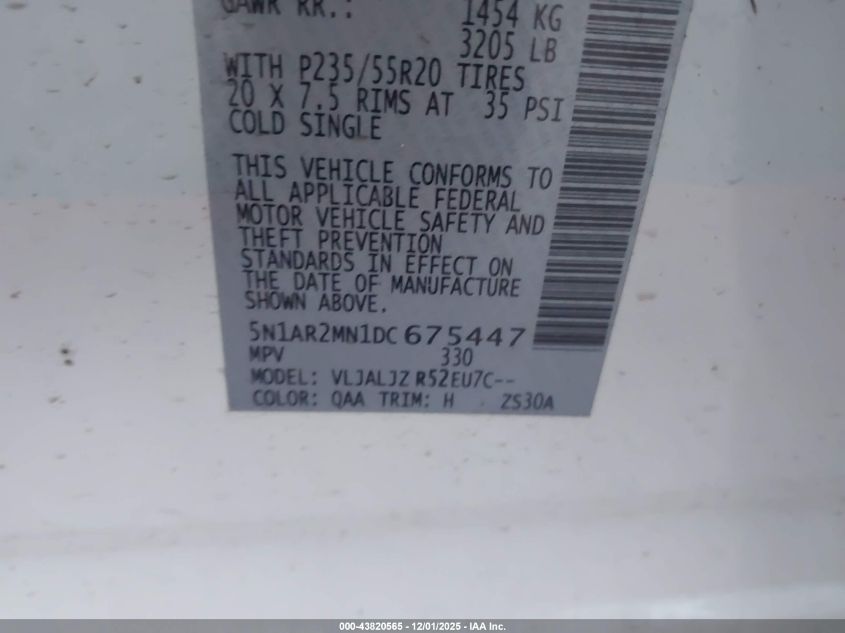 GAWR RR.: 1454 KG
3205 LB
WITH P235/55R20 TIRES
20 X 7.5 RIMS AT 35 PSI
COLD SINGLE
THIS VEHICLE CONFORMS TO
ALL APPLICABLE FEDERAL
MOTOR VEHICLE SAFETY AND
THEFT PREVENTION
STANDARDS IN EFFECT ON
THE DATE OF MANUFACTURE
SHOWN ABOVE.
5N1AR2MN1DC675447
MPV 330
MODEL: VLJALJZ R52EU7C--
COLOR: QAA TRIM: H ZS30A
000-43820565 - 12/01/2025 - IAA Inc.